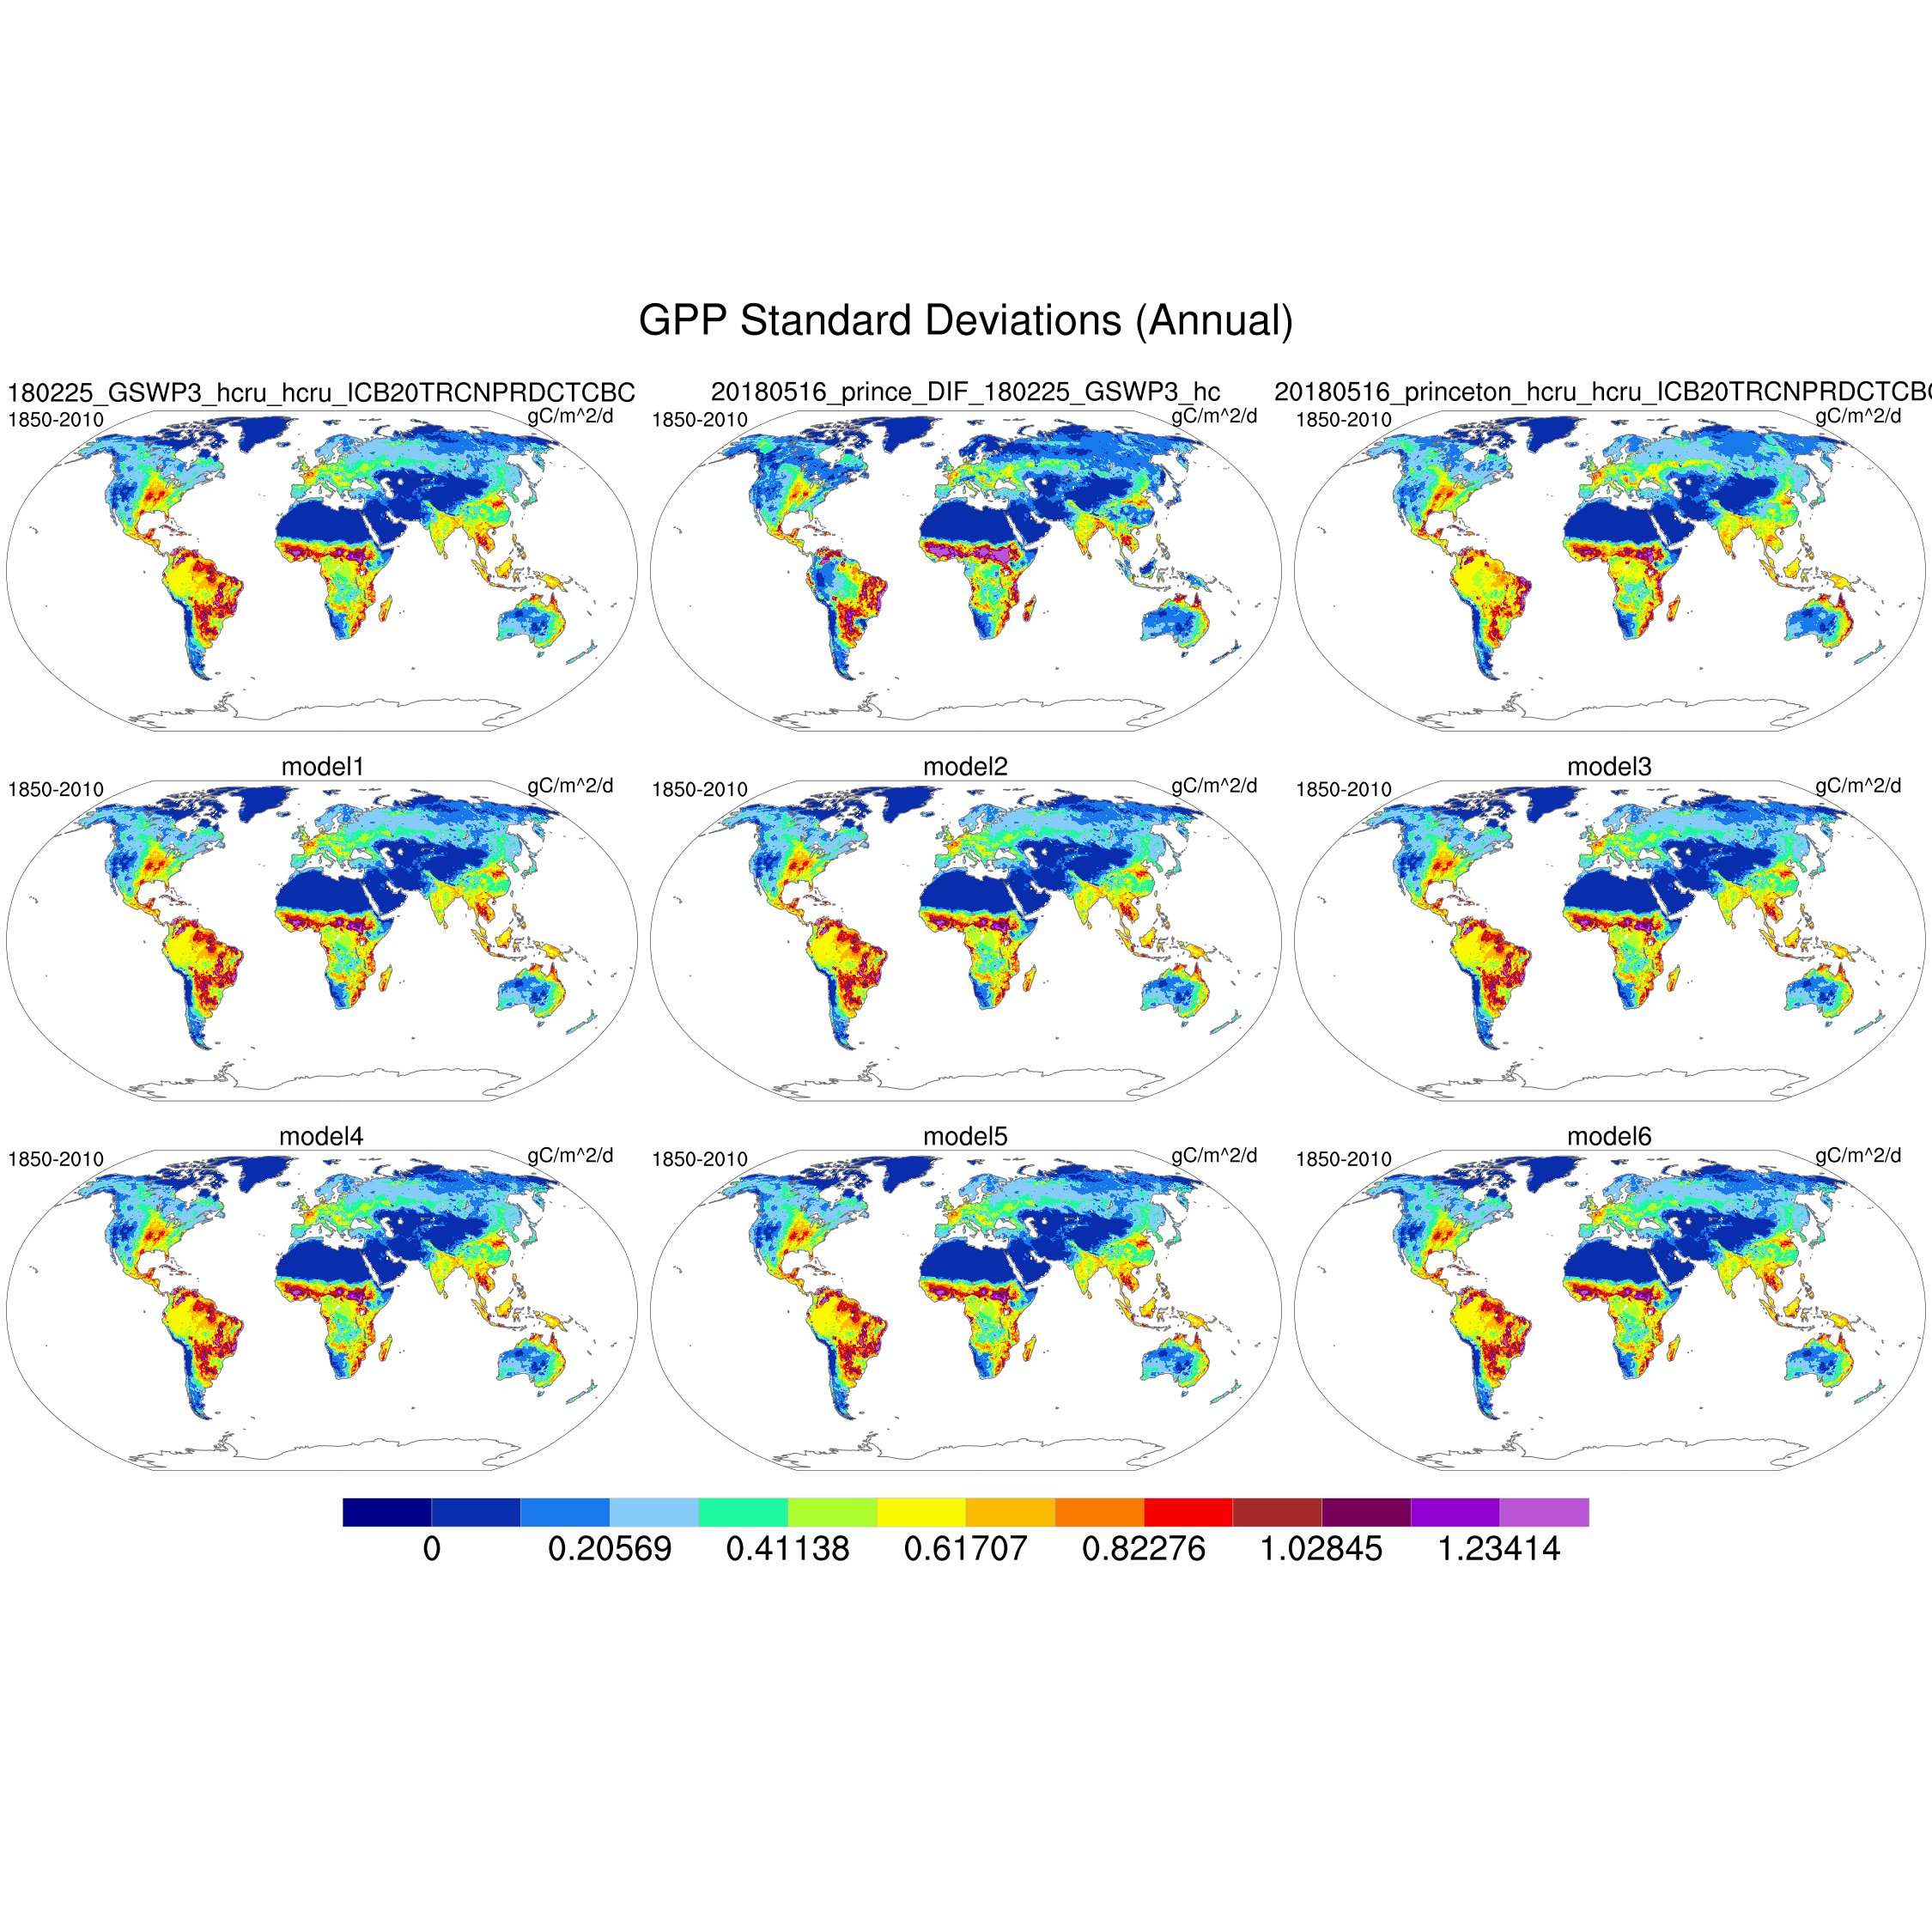 GPP Standard Deviations (Annual)
180225_GSWP3_hcru_hcru_ICB20TRCNPRDCTCBC
1850-2010 gC/m^2/d
20180516_prince_DIF_180225_GSWP3_hc
1850-2010 gC/m^2/d
20180516_princeton_hcru_hcru_ICB20TRCNPRDCTCBC
1850-2010 gC/m^2/d
model1
1850-2010 gC/m^2/d
model2
1850-2010 gC/m^2/d
model3
1850-2010 gC/m^2/d
model4
1850-2010 gC/m^2/d
model5
1850-2010 gC/m^2/d
model6
1850-2010 gC/m^2/d
0 0.20569 0.41138 0.61707 0.82276 1.02845 1.23414